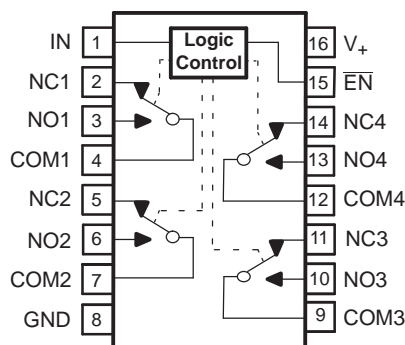 IN 1
NC1 2
NO1 3
COM1 4
NC2 5
NO2 6
COM2 7
GND 8
Logic
Control
16 V+
15 EN
14 NC4
13 NO4
12 COM4
11 NC3
10 NO3
9 COM3